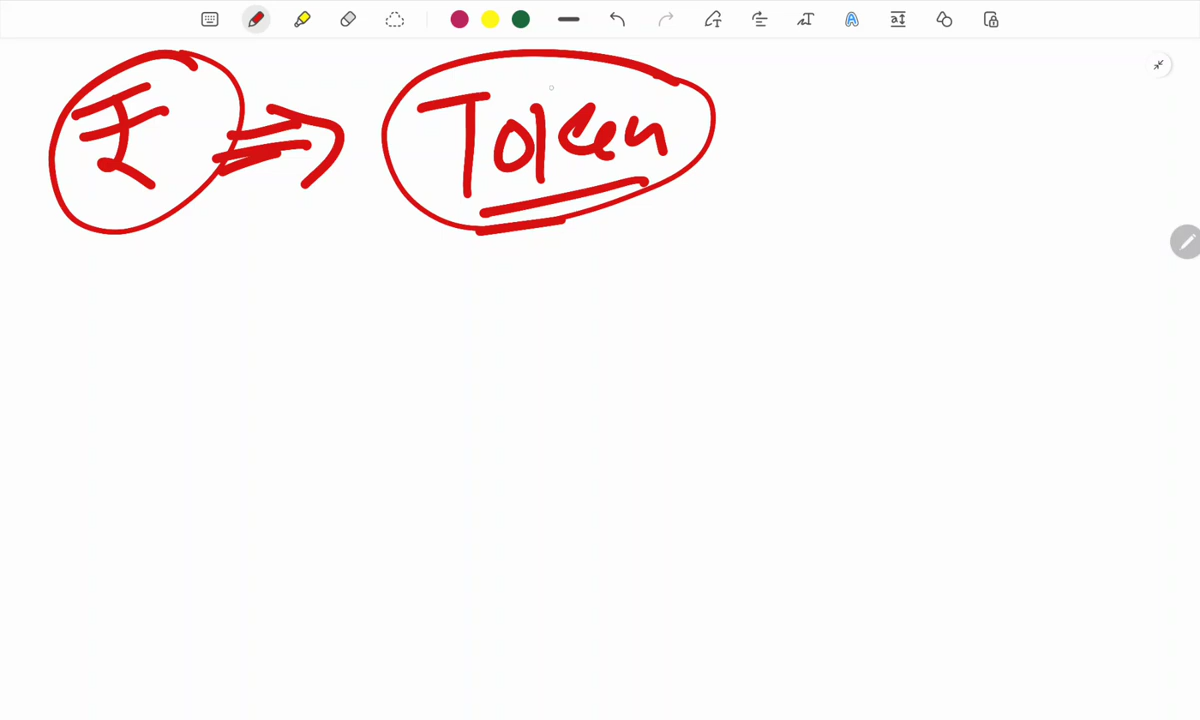 ₹ ⇒ Token